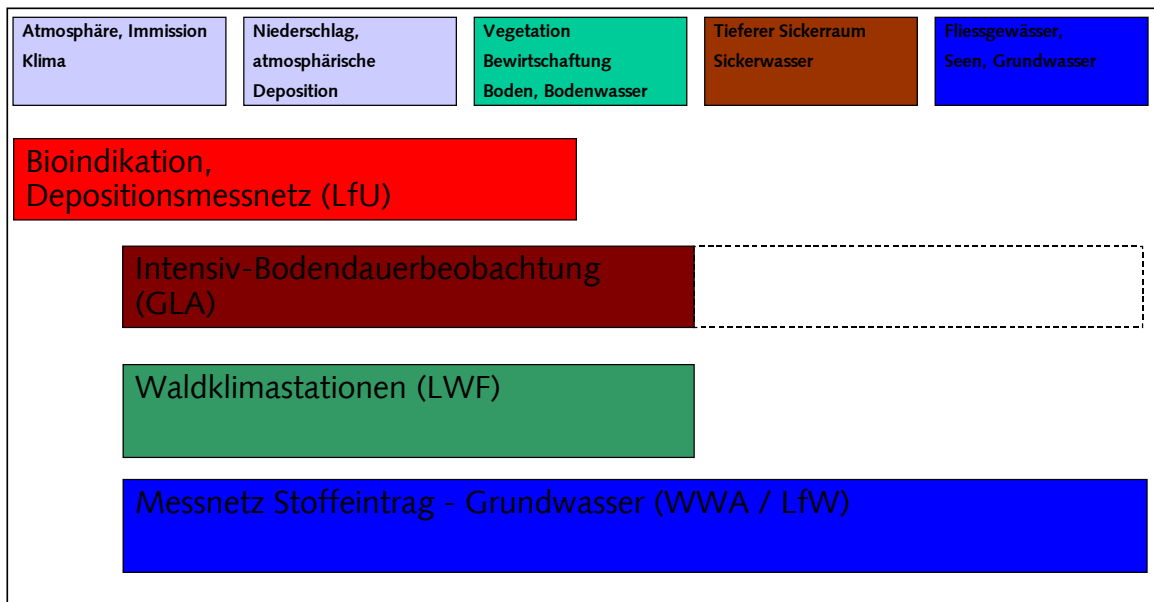 Atmosphäre, Immission
Klima
Niederschlag,
atmosphärische
Deposition
Vegetation
Bewirtschaftung
Boden, Bodenwasser
Tieferer Sickerraum
Sickerwasser
Fliessgewässer,
Seen, Grundwasser
Bioindikation,
Depositionsmessnetz (LfU)
Intensiv-Bodendauerbeobachtung
(GLA)
Waldklimastationen (LWF)
Messnetz Stoffeintrag - Grundwasser (WWA / LfW)